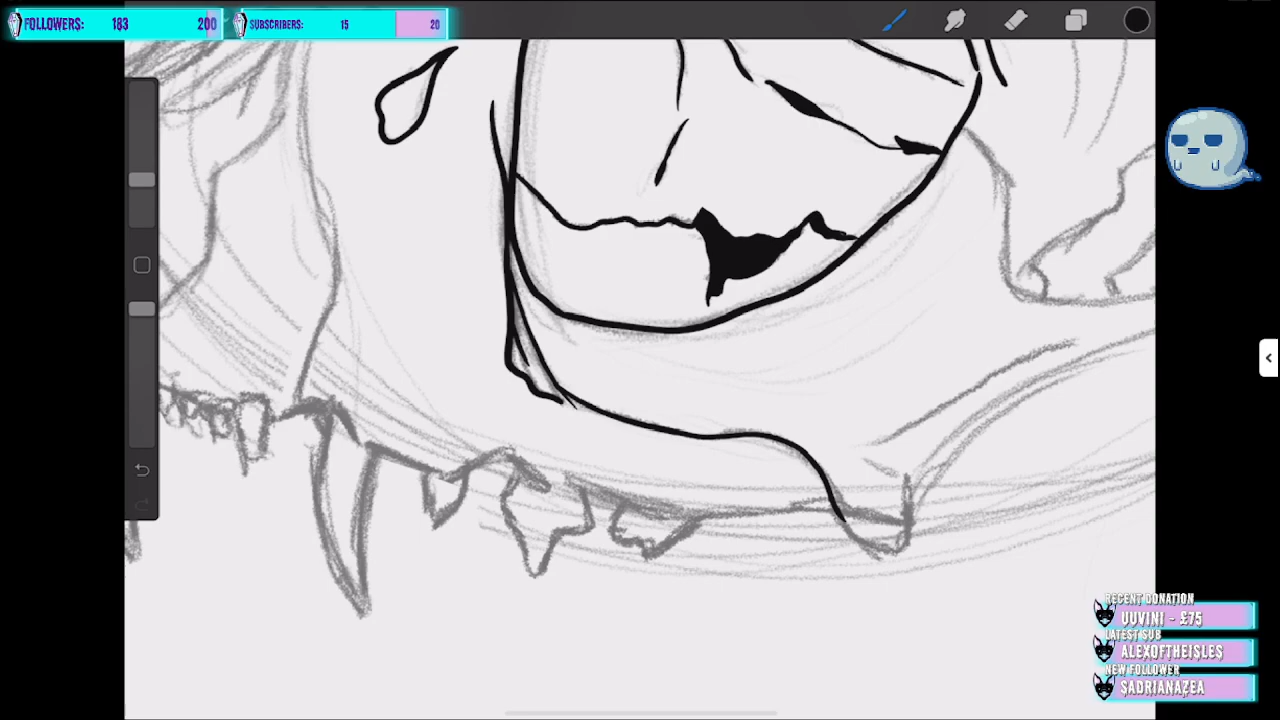 FOLLOWERS: 183 200
SUBSCRIBERS: 15 20
RECENT DONATION
UUVINI - £75
LATEST SUB
ALEXOFTHEISLES
NEW FOLLOWER
SADRIANAZEA